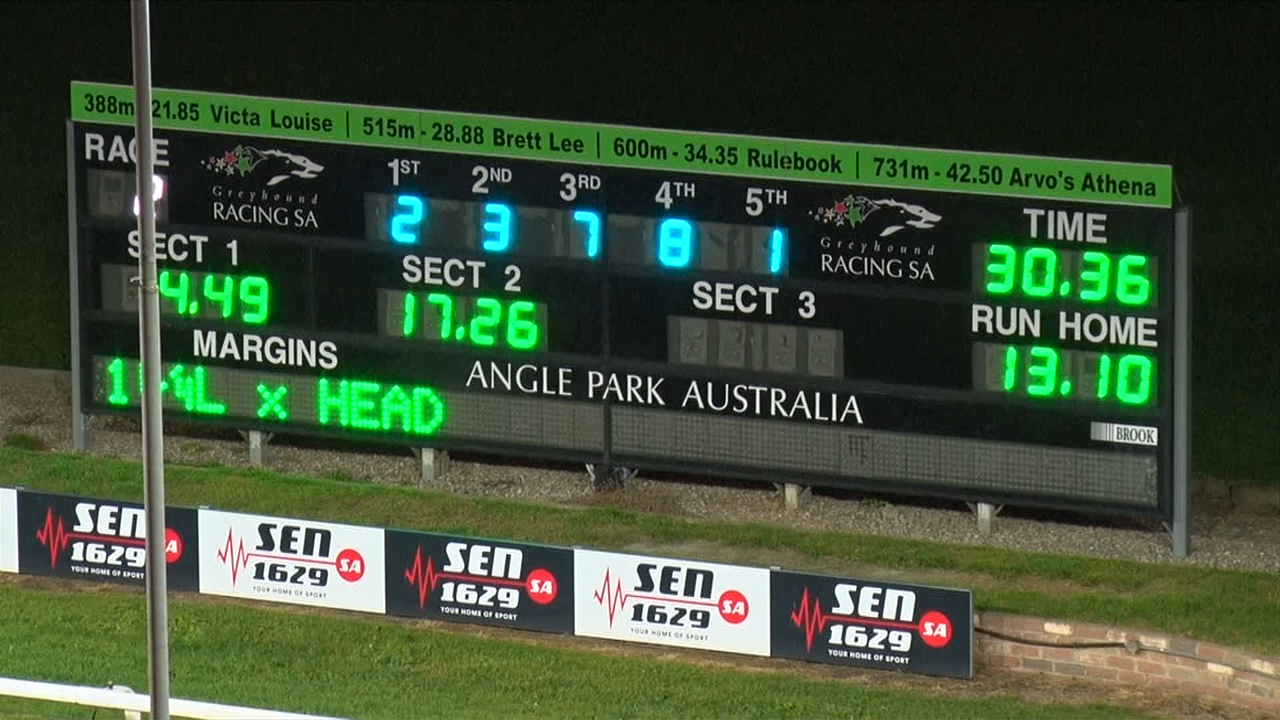 388m 21.85 Victa Louise | 515m - 28.88 Brett Lee | 600m - 34.35 Rulebook | 731m - 42.50 Arvo's Athena
RACE
Greyhound
RACING SA
1ST 2ND 3RD 4TH 5TH
2 3 7 8 1
Greyhound
RACING SA
TIME
30.36
SECT 1
4.49
SECT 2
17.26
SECT 3
RUN HOME
13.10
MARGINS
x HEAD
ANGLE PARK AUSTRALIA
BROOK
SEN
1629
YOUR HOME OF SPORT
SEN
1629 SA
YOUR HOME OF SPORT
SEN
1629 SA
YOUR HOME OF SPORT
SEN
1629 SA
YOUR HOME OF SPORT
SEN
1629 SA
YOUR HOME OF SPORT